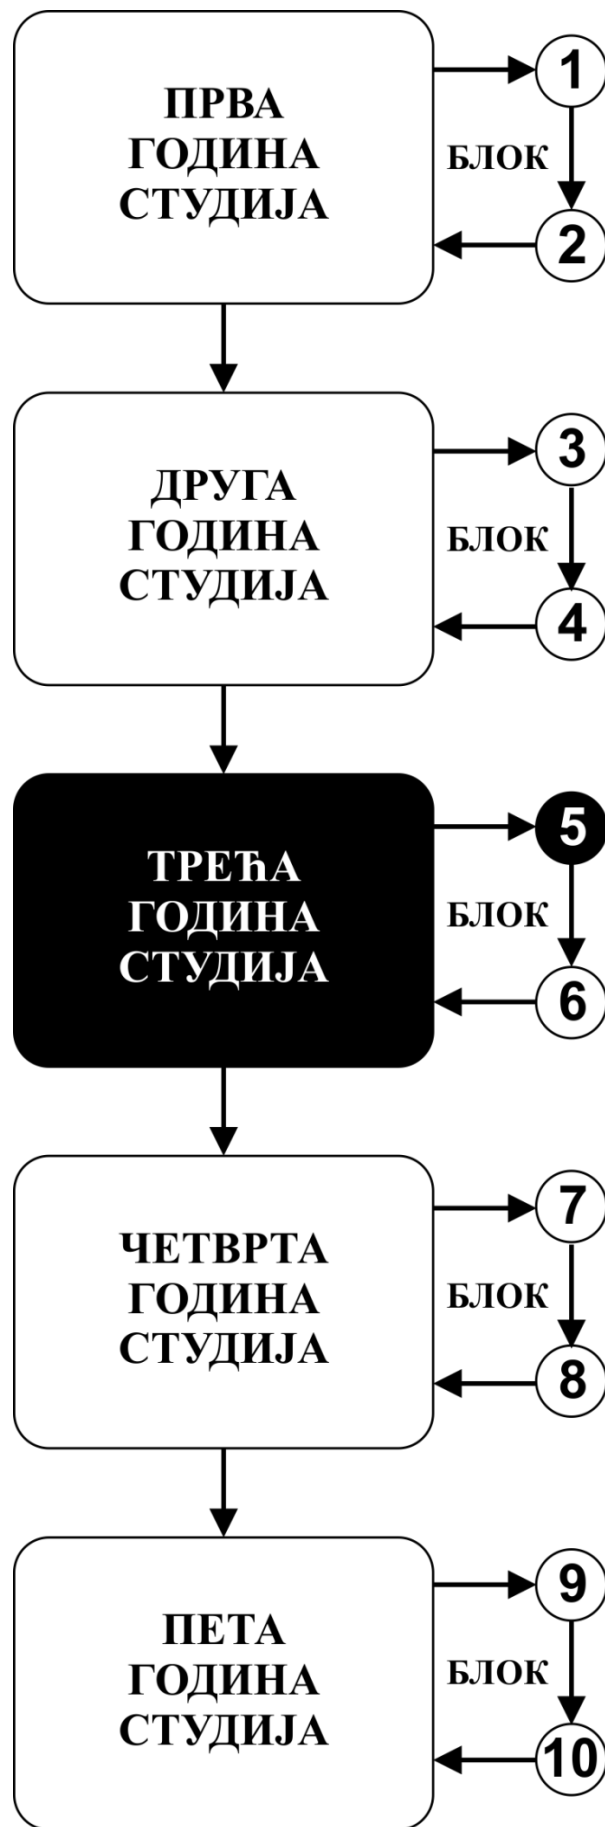 ПРВА
ГОДИНА
СТУДИЈА
1
БЛОК
2
ДРУГА
ГОДИНА
СТУДИЈА
3
БЛОК
4
ТРЕЋА
ГОДИНА
СТУДИЈА
5
БЛОК
6
ЧЕТВРТА
ГОДИНА
СТУДИЈА
7
БЛОК
8
ПЕТА
ГОДИНА
СТУДИЈА
9
БЛОК
10